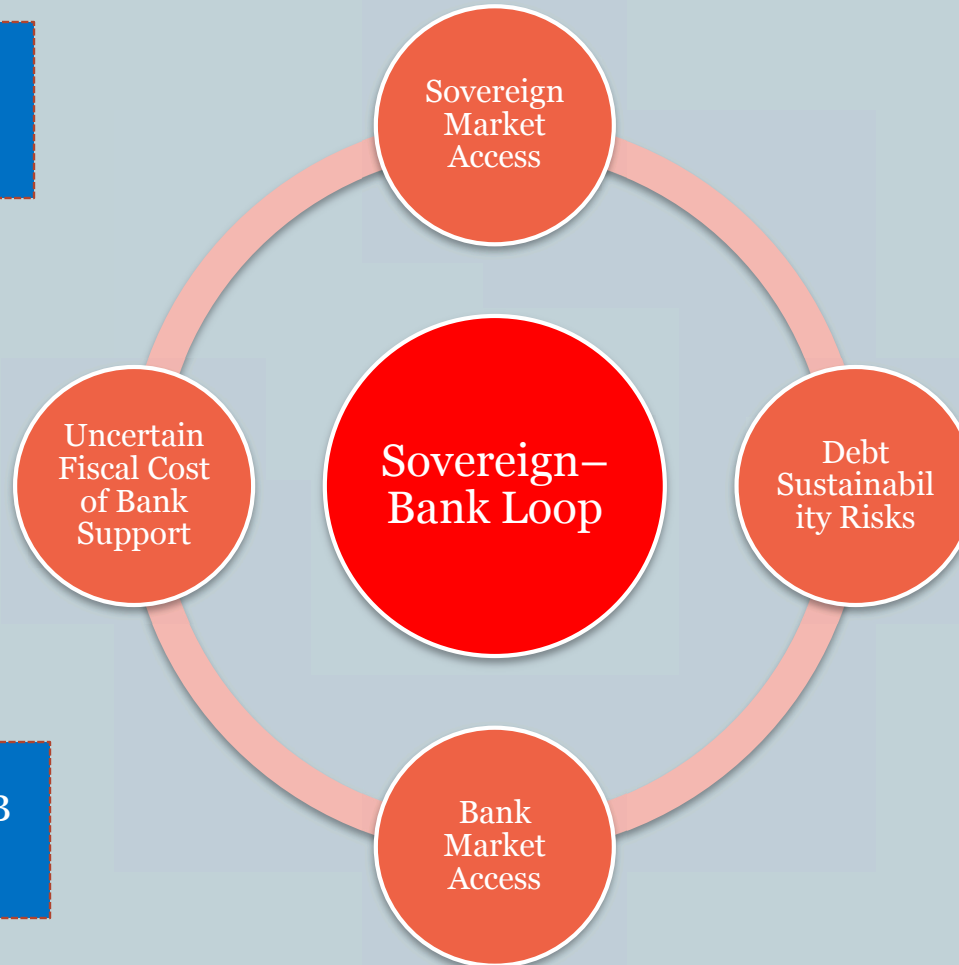 Sovereign
Market
Access
Uncertain
Fiscal Cost
of Bank
Support
Sovereign–
Bank Loop
Debt
Sustainabil
ity Risks
Bank
Market
Access